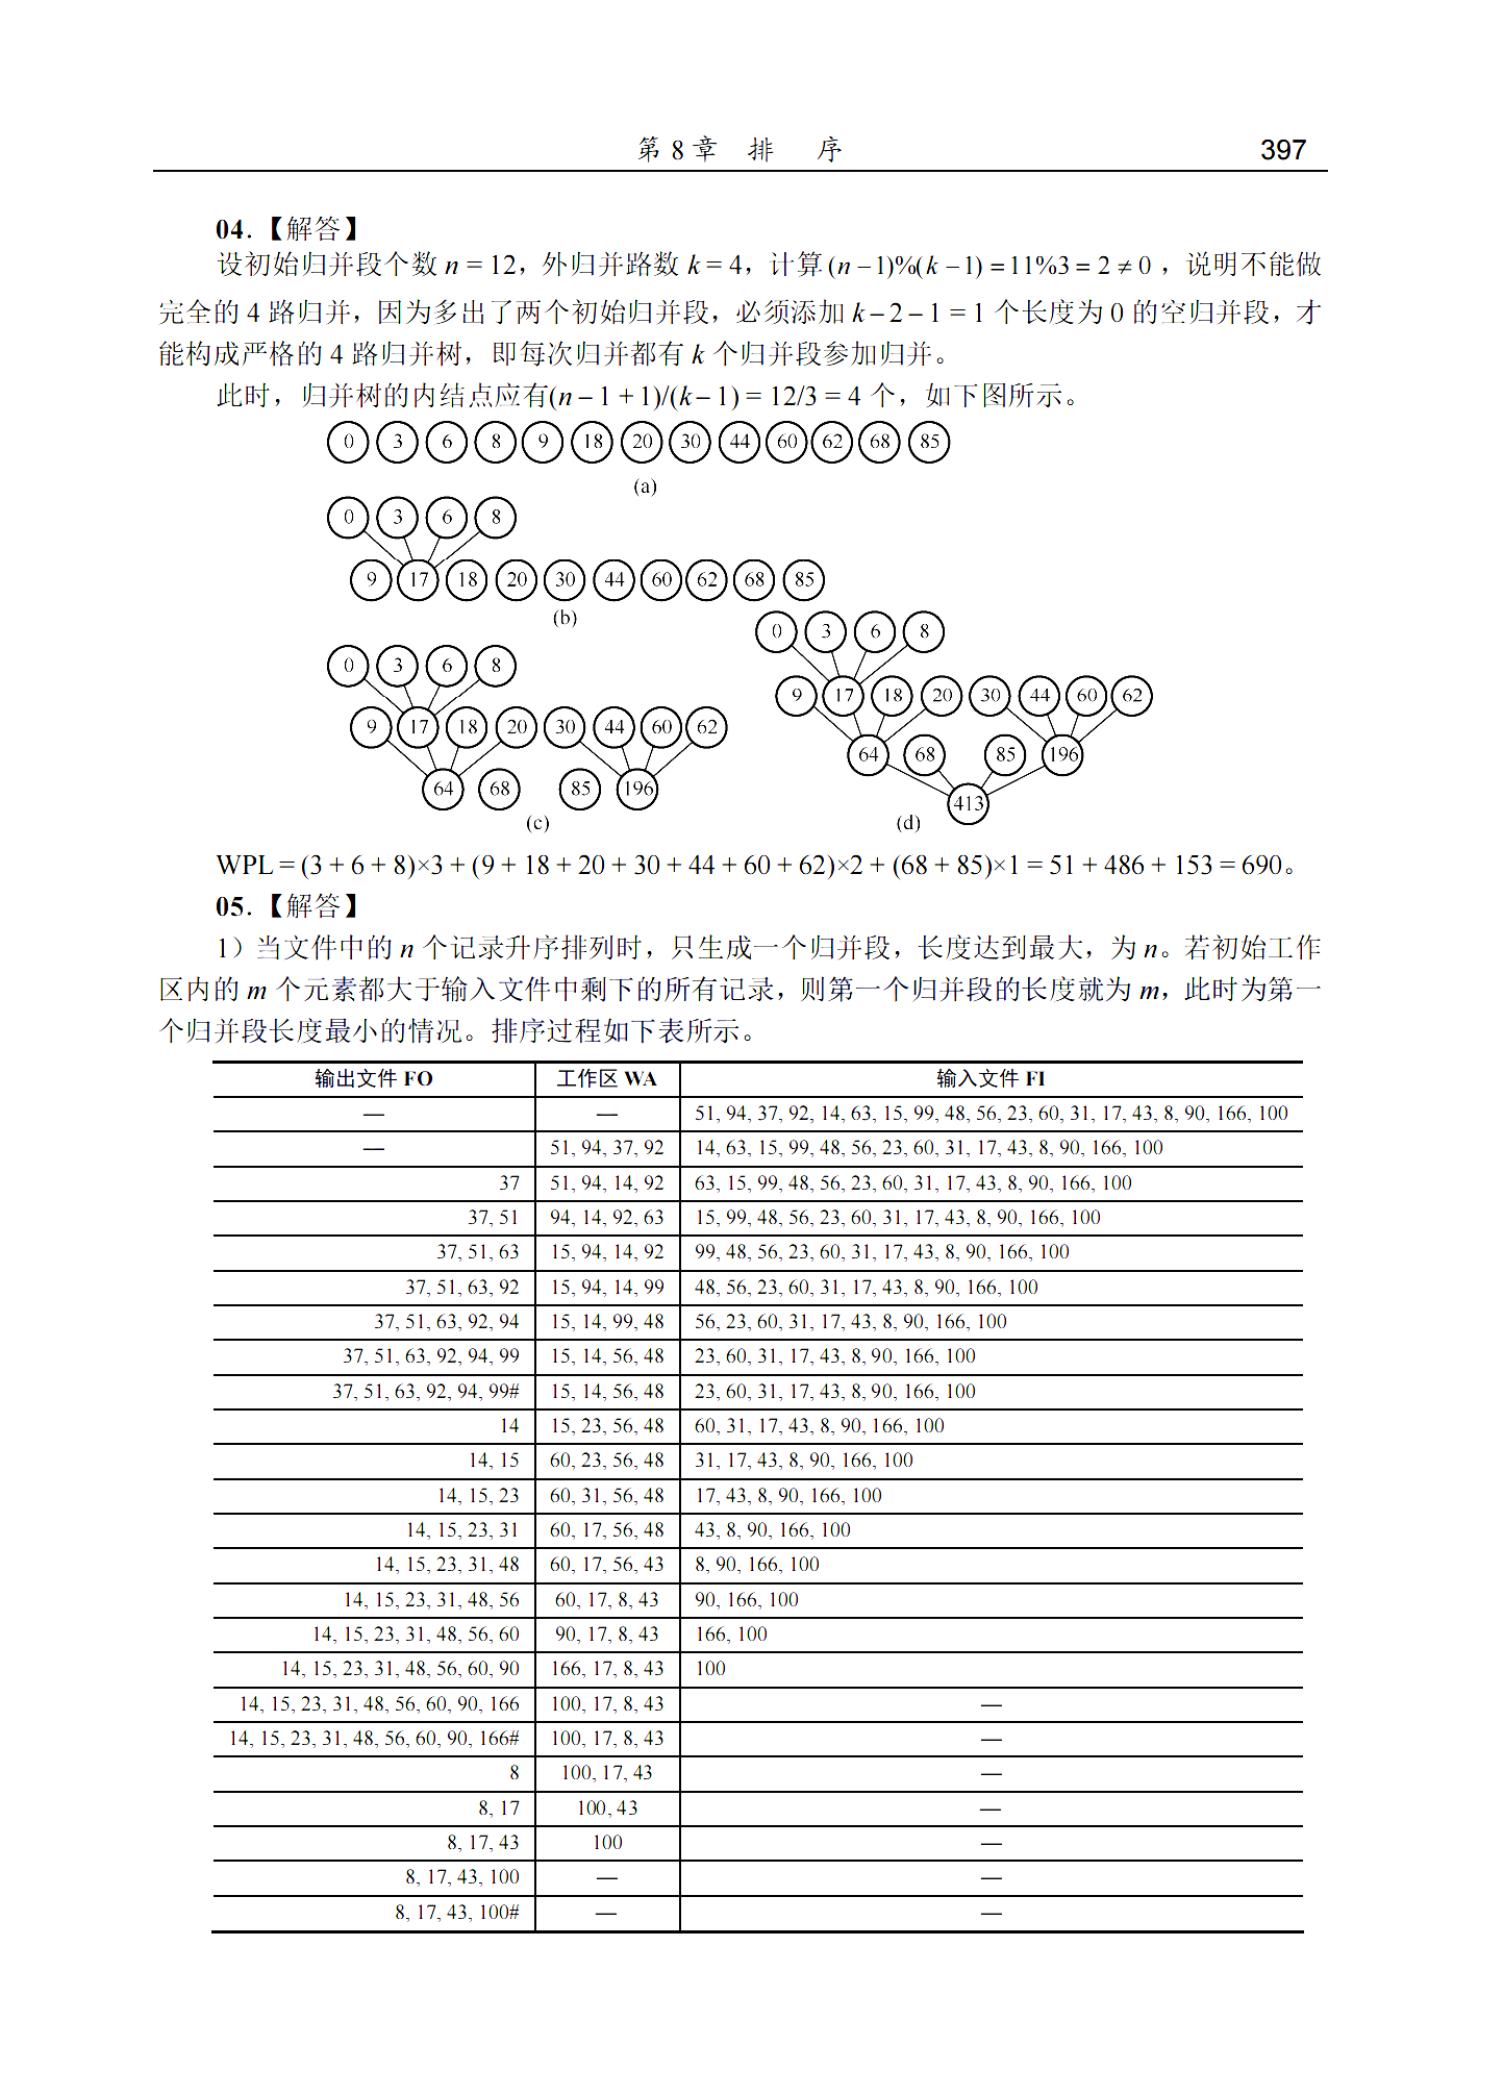 第 8 章 排 序 397
04.【解答】
设初始归并段个数 n = 12，外归并路数 k = 4，计算 (n − 1)%(k − 1) = 11%3 = 2 ≠ 0 ，说明不能做
完全的 4 路归并，因为多出了两个初始归并段，必须添加 k − 2 − 1 = 1 个长度为 0 的空归并段，才
能构成严格的 4 路归并树，即每次归并都有 k 个归并段参加归并。
此时，归并树的内结点应有(n − 1 + 1)/(k − 1) = 12/3 = 4 个，如下图所示。
0 3 6 8 9 18 20 30 44 60 62 68 85
(a)
0 3 6 8
9 17 18 20 30 44 60 62 68 85
(b)
0 3 6 8
9 17 18 20 30 44 60 62
64 68 85 196
(c)
0 3 6 8
9 17 18 20 30 44 60 62
64 68 85 196
413
(d)
WPL = (3 + 6 + 8)×3 + (9 + 18 + 20 + 30 + 44 + 60 + 62)×2 + (68 + 85)×1 = 51 + 486 + 153 = 690。
05.【解答】
1）当文件中的 n 个记录升序排列时，只生成一个归并段，长度达到最大，为 n。若初始工作
区内的 m 个元素都大于输入文件中剩下的所有记录，则第一个归并段的长度就为 m，此时为第一
个归并段长度最小的情况。排序过程如下表所示。
输出文件 FO 工作区 WA 输入文件 FI
— — 51, 94, 37, 92, 14, 63, 15, 99, 48, 56, 23, 60, 31, 17, 43, 8, 90, 166, 100
— 51, 94, 37, 92 14, 63, 15, 99, 48, 56, 23, 60, 31, 17, 43, 8, 90, 166, 100
37 51, 94, 14, 92 63, 15, 99, 48, 56, 23, 60, 31, 17, 43, 8, 90, 166, 100
37, 51 94, 14, 92, 63 15, 99, 48, 56, 23, 60, 31, 17, 43, 8, 90, 166, 100
37, 51, 63 15, 94, 14, 92 99, 48, 56, 23, 60, 31, 17, 43, 8, 90, 166, 100
37, 51, 63, 92 15, 94, 14, 99 48, 56, 23, 60, 31, 17, 43, 8, 90, 166, 100
37, 51, 63, 92, 94 15, 14, 99, 48 56, 23, 60, 31, 17, 43, 8, 90, 166, 100
37, 51, 63, 92, 94, 99 15, 14, 56, 48 23, 60, 31, 17, 43, 8, 90, 166, 100
37, 51, 63, 92, 94, 99# 15, 14, 56, 48 23, 60, 31, 17, 43, 8, 90, 166, 100
14 15, 23, 56, 48 60, 31, 17, 43, 8, 90, 166, 100
14, 15 60, 23, 56, 48 31, 17, 43, 8, 90, 166, 100
14, 15, 23 60, 31, 56, 48 17, 43, 8, 90, 166, 100
14, 15, 23, 31 60, 17, 56, 48 43, 8, 90, 166, 100
14, 15, 23, 31, 48 60, 17, 56, 43 8, 90, 166, 100
14, 15, 23, 31, 48, 56 60, 17, 8, 43 90, 166, 100
14, 15, 23, 31, 48, 56, 60 90, 17, 8, 43 166, 100
14, 15, 23, 31, 48, 56, 60, 90 166, 17, 8, 43 100
14, 15, 23, 31, 48, 56, 60, 90, 166 100, 17, 8, 43 —
14, 15, 23, 31, 48, 56, 60, 90, 166# 100, 17, 8, 43 —
8 100, 17, 43 —
8, 17 100, 43 —
8, 17, 43 100 —
8, 17, 43, 100 — —
8, 17, 43, 100# — —